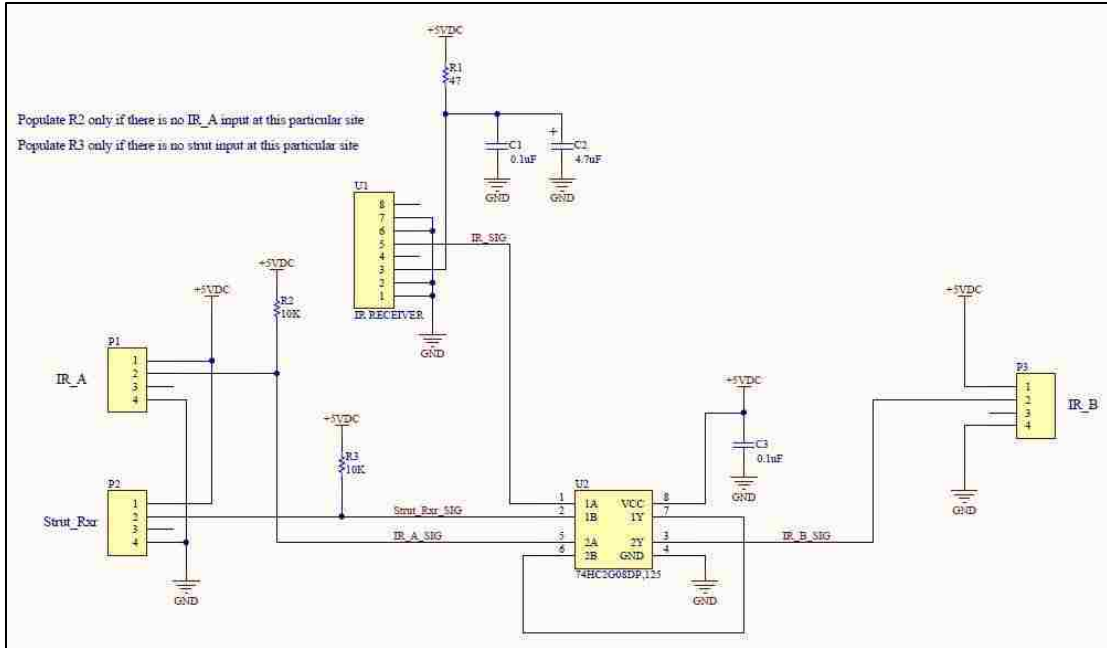 +5VDC
R1
47
Populate R2 only if there is no IR_A input at this particular site
Populate R3 only if there is no strut input at this particular site
C1
0.1uF
+
C2
4.7uF
GND
GND
U1
8
7
6
5
4
3
2
1
IR_SIG
IR RECEIVER
GND
+5VDC
+5VDC
R2
10K
P1
IR_A
1
2
3
4
+5VDC
R3
10K
P2
Strut_Rxr
1
2
3
4
GND
Strut_Rxr_SIG
IR_A_SIG
U2
1 1A VCC 8
2 1B 1Y 7
5 2A 2Y 3
6 2B GND 4
74HC2G08DP,125
+5VDC
C3
0.1uF
GND
GND
IR_B_SIG
+5VDC
P3
1
2
3
4
IR_B
GND